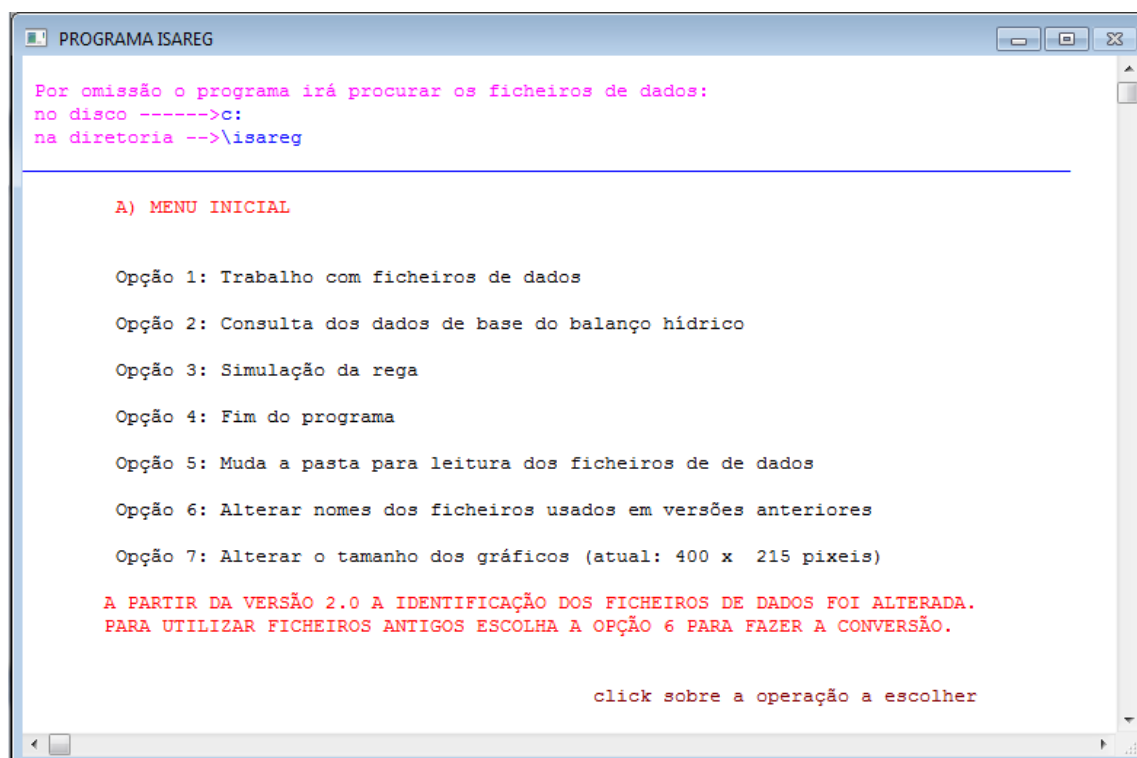 PROGRAMA ISAREG
Por omissão o programa irá procurar os ficheiros de dados:
no disco ------>c:
na diretoria -->\isareg
A) MENU INICIAL
Opção 1: Trabalho com ficheiros de dados
Opção 2: Consulta dos dados de base do balanço hídrico
Opção 3: Simulação da rega
Opção 4: Fim do programa
Opção 5: Muda a pasta para leitura dos ficheiros de de dados
Opção 6: Alterar nomes dos ficheiros usados em versões anteriores
Opção 7: Alterar o tamanho dos gráficos (atual: 400 x  215 pixeis)
A PARTIR DA VERSÃO 2.0 A IDENTIFICAÇÃO DOS FICHEIROS DE DADOS FOI ALTERADA.
PARA UTILIZAR FICHEIROS ANTIGOS ESCOLHA A OPÇÃO 6 PARA FAZER A CONVERSÃO.
click sobre a operação a escolher